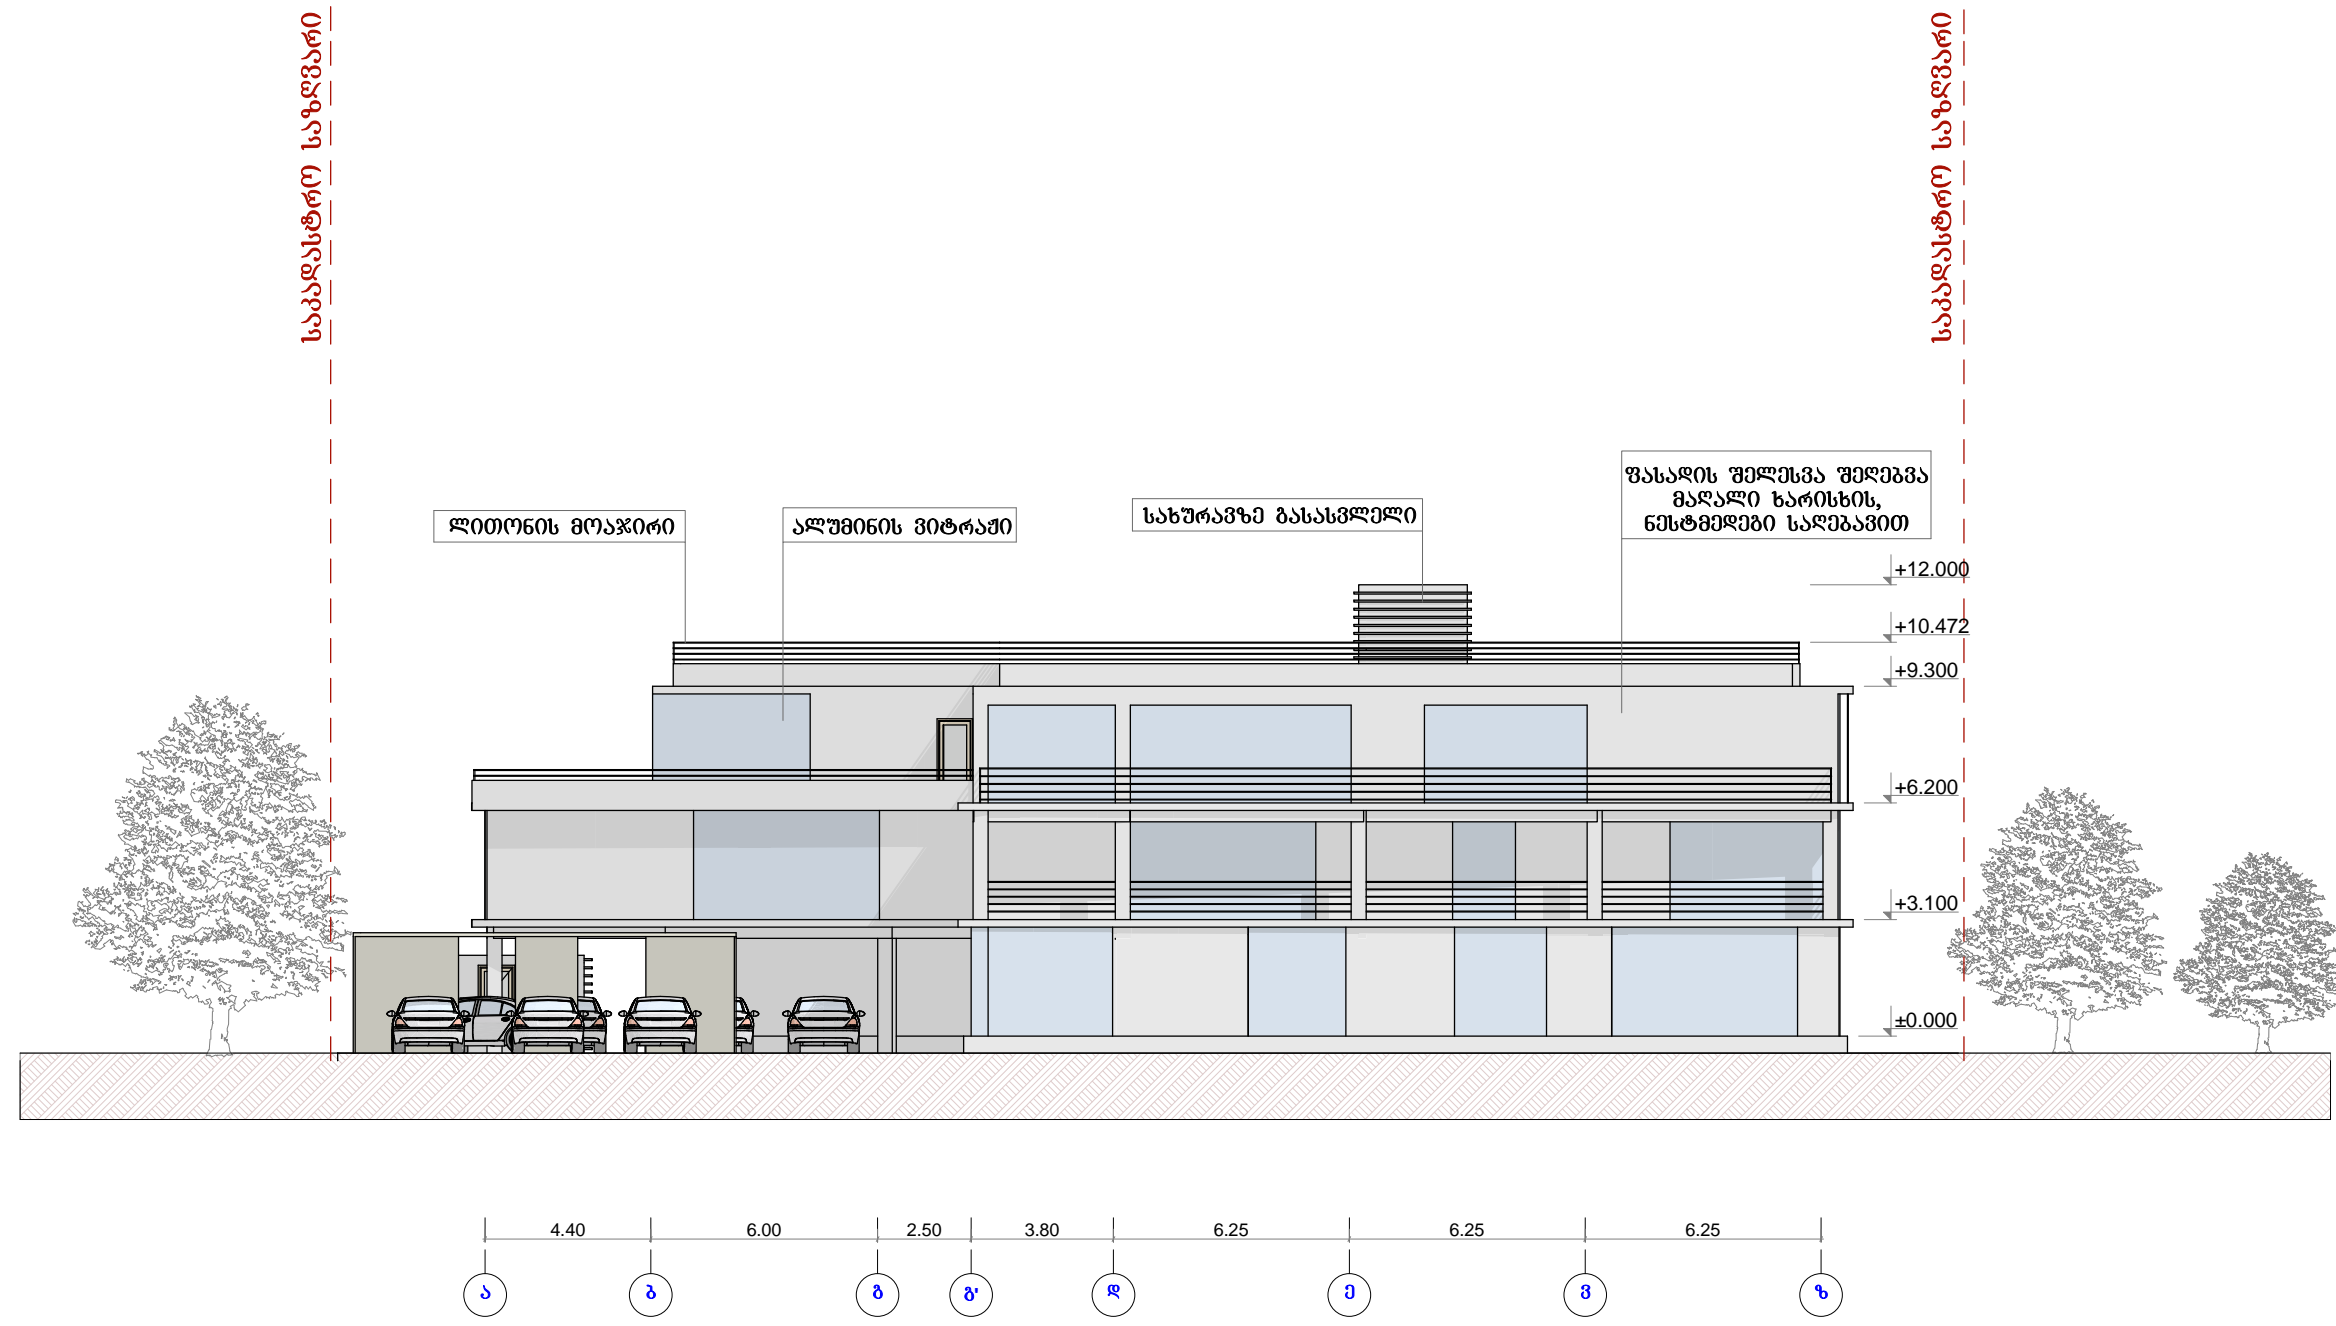 საკადასტრო საზღვარი
საკადასტრო საზღვარი
ლითონის მოაჯირი
ალუმინის ვიტრაჟი
სახურავზე გასასვლელი
ფასადის შელესვა შეღებვა
მაღალი ხარისხის,
ნესტმედეგი საღებავით
+12.000
+10.472
+9.300
+6.200
+3.100
±0.000
4.40 6.00 2.50 3.80 6.25 6.25 6.25
ა ბ გ გ' დ ე ვ ზ